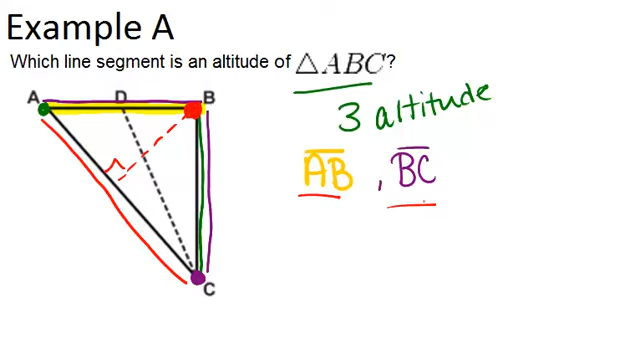 Example A
Which line segment is an altitude of △ABC?
3 altitude
A D B
AB , BC
C